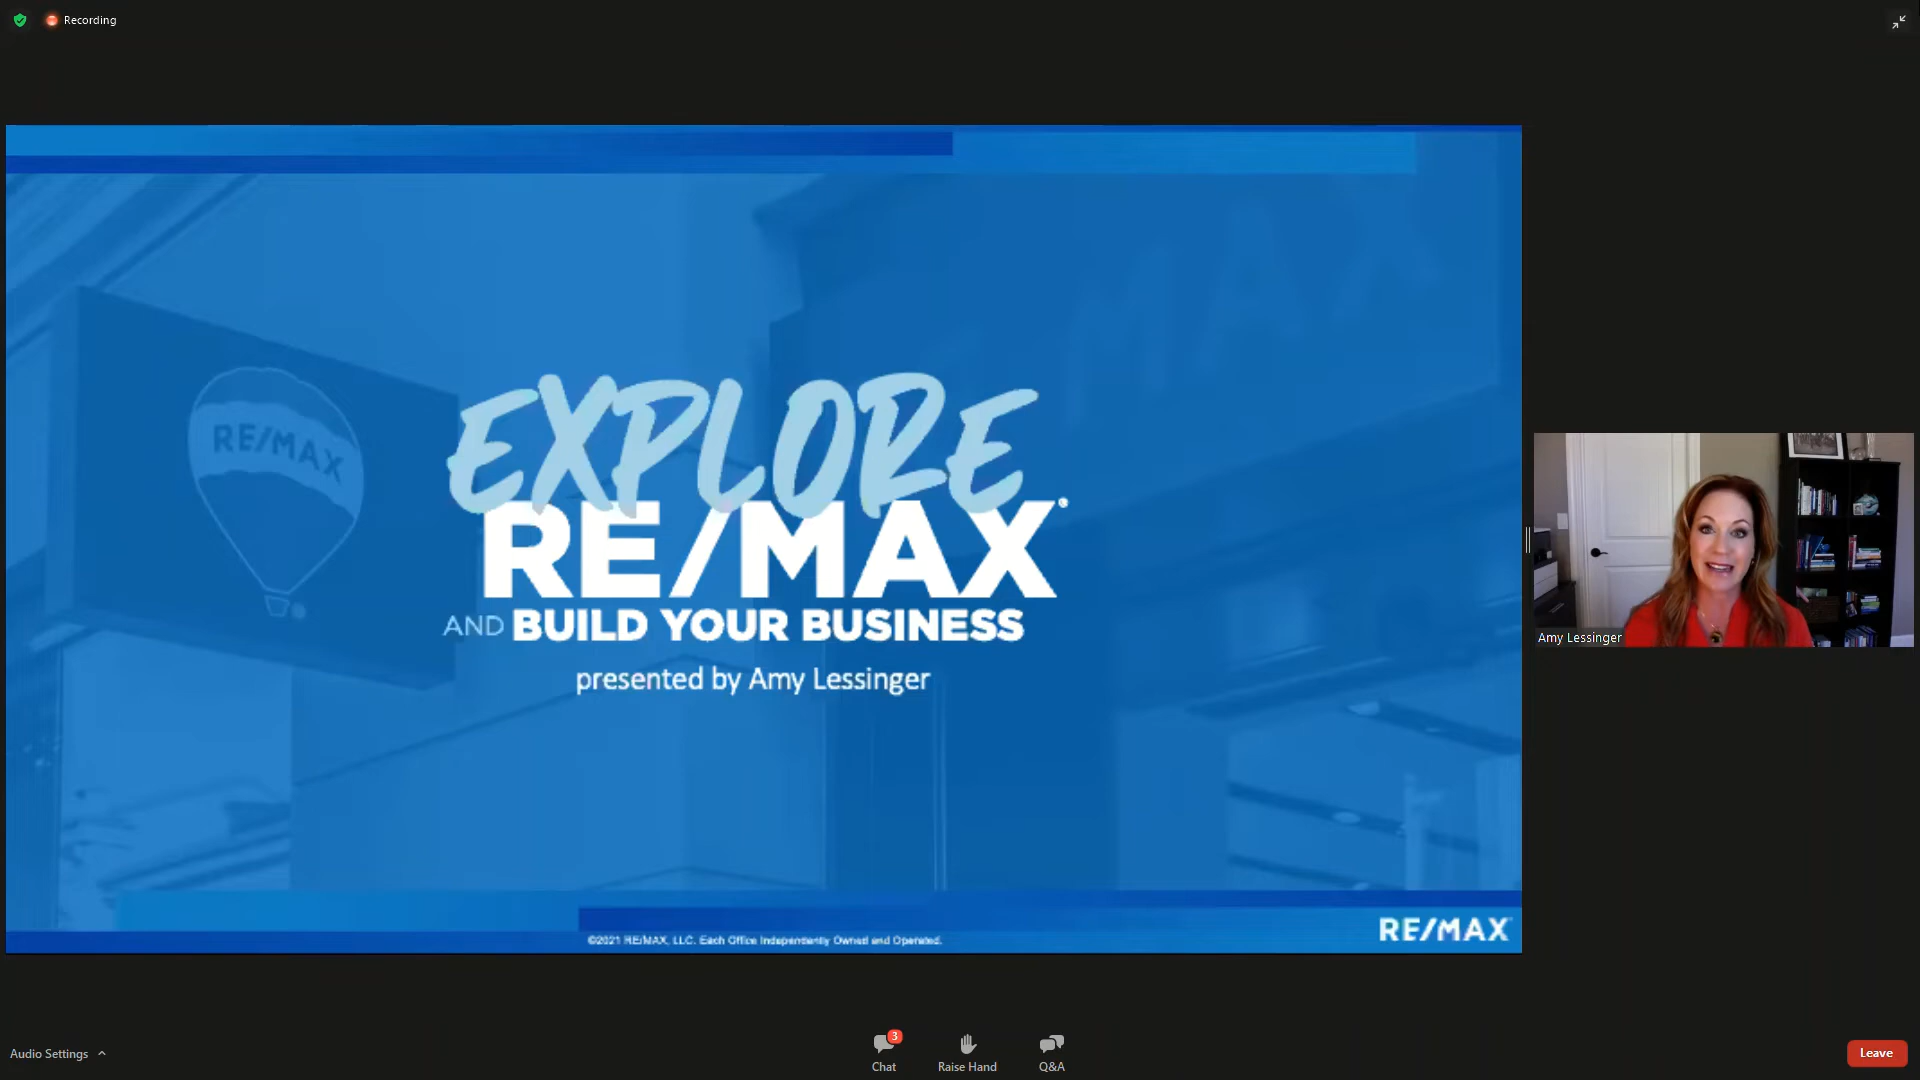 Recording
RE/MAX
MAX
EXPLORE
RE/MAX®
AND BUILD YOUR BUSINESS
presented by Amy Lessinger
Amy Lessinger
©2021 RE/MAX, LLC. Each Office Independently Owned and Operated.
RE/MAX
Audio Settings
3
Chat
Raise Hand
Q&A
Leave